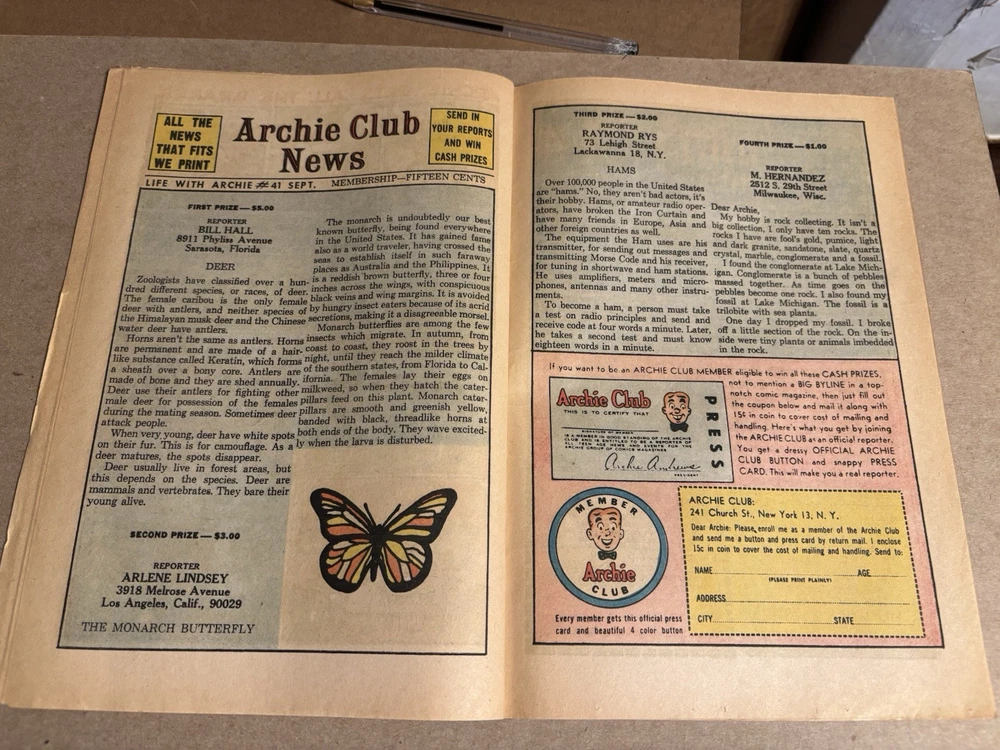 ALL THE
NEWS
THAT FITS
WE PRINT
Archie Club
News
SEND IN
YOUR REPORTS
AND WIN
CASH PRIZES
LIFE WITH ARCHIE #41 SEPT. MEMBERSHIP—FIFTEEN CENTS
FIRST PRIZE — $5.00
REPORTER
BILL HALL
8911 Phyliss Avenue
Sarasota, Florida
DEER
Zoologists have classified over a hun-
dred different species, or races, of deer.
The female caribou is the only female
deer with antlers, and neither species of
the Himalayan musk deer and the Chinese
water deer have antlers.
Horns aren't the same as antlers. Horns
are permanent and are made of a hair-
like substance called Keratin, which forms
a sheath over a bony core. Antlers are
made of bone and they are shed annually.
Deer use their antlers for fighting other
male deer for possession of the females
during the mating season. Sometimes deer
attack people.
When very young, deer have white spots
on their fur. This is for camouflage. As a
deer matures, the spots disappear.
Deer usually live in forest areas, but
this depends on the species. Deer are
mammals and vertebrates. They bare their
young alive.
SECOND PRIZE — $3.00
REPORTER
ARLENE LINDSEY
3918 Melrose Avenue
Los Angeles, Calif., 90029
THE MONARCH BUTTERFLY
The monarch is undoubtedly our best
known butterfly, being found everywhere
in the United States. It has gained fame
also as a world traveler, having crossed the
seas to establish itself in such faraway
places as Australia and the Philippines. It
is a reddish brown butterfly, three or four
inches across the wings, with conspicuous
black veins and wing margins. It is avoided
by hungry insect eaters because of its acrid
secretions, making it a disagreeable morsel.
Monarch butterflies are among the few
insects which migrate. In autumn, from
coast to coast, they roost in the trees by
night, until they reach the milder climate
of the southern states, from Florida to Cal-
ifornia. The females lay their eggs on
milkweed, so when they hatch the cater-
pillars feed on this plant. Monarch cater-
pillars are smooth and greenish yellow,
banded with black, threadlike horns at
both ends of the body. They wave excited-
ly when the larva is disturbed.
THIRD PRIZE — $2.00
REPORTER
RAYMOND RYS
73 Lehigh Street
Lackawanna 18, N.Y.
HAMS
Over 100,000 people in the United States
are "hams." No, they aren't bad actors, it's
their hobby. Hams, or amateur radio oper-
ators, have broken the Iron Curtain and
have many friends in Europe, Asia and
other foreign countries as well.
The equipment the Ham uses are his
transmitter, for sending out messages and
transmitting Morse Code and his receiver,
for tuning in shortwave and ham stations.
He uses amplifiers, meters and micro-
phones, antennas and many other instru-
ments.
To become a ham, a person must take
a test on radio principles and send and
receive code at four words a minute. Later,
he takes a second test and must know
eighteen words in a minute.
FOURTH PRIZE — $1.00
REPORTER
M. HERNANDEZ
2512 S. 29th Street
Milwaukee, Wisc.
Dear Archie,
My hobby is rock collecting. It isn't a
big collection, I only have ten rocks. The
rocks I have are fool's gold, pumice, light
and dark granite, sandstone, slate, quartz
crystal, marble, conglomerate and a fossil.
I found the conglomerate at Lake Mich-
igan. Conglomerate is a bunch of pebbles
massed together. As time goes on the
pebbles become one rock. I also found my
fossil at Lake Michigan. The fossil is a
trilobite with sea plants.
One day I dropped my fossil. I broke
off a little section of the rock. On the in-
side were tiny plants or animals imbedded
in the rock.
If you want to be an ARCHIE CLUB MEMBER eligible to win all these CASH PRIZES,
not to mention a BIG BYLINE in a top-
notch comic magazine, then just fill out
the coupon below and mail it along with
15¢ in coin to cover cost of mailing and
handling. Here's what you get by joining
the ARCHIE CLUB as an official reporter.
You get a dressy OFFICIAL ARCHIE
CLUB BUTTON and snappy PRESS
CARD. This will make you a real reporter.
Archie Club
THIS IS TO CERTIFY THAT
SIGNATURE OF MEMBER
IS A MEMBER IN GOOD STANDING OF THE ARCHIE
CLUB AND IS ENTITLED TO BE A REPORTER OF
ALL TEEN AGE NEWS AND EVENTS FOR THE
ARCHIE GROUP OF COMICS MAGAZINES
Archie Andrews
PRESIDENT
PRESS
MEMBER
Archie
CLUB
Every member gets this official press
card and beautiful 4 color button
ARCHIE CLUB:
241 Church St., New York 13, N. Y.
Dear Archie: Please enroll me as a member of the Archie Club
and send me a button and press card by return mail. I enclose
15¢ in coin to cover the cost of mailing and handling. Send to:
NAME AGE
(PLEASE PRINT PLAINLY)
ADDRESS
CITY STATE